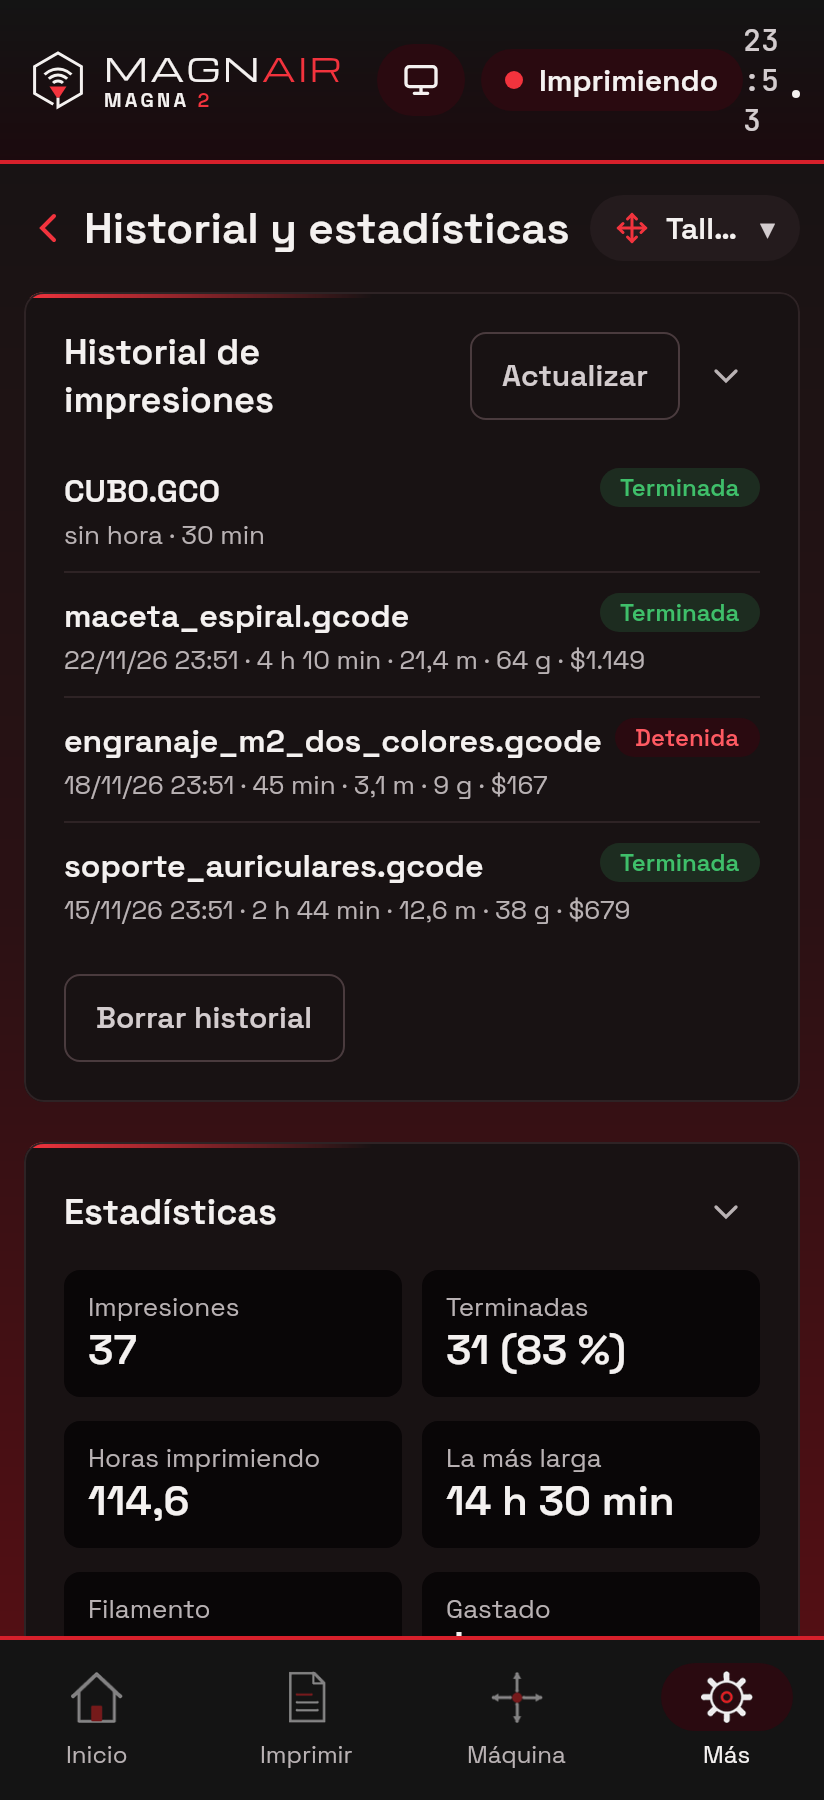 MAGNAIR
MAGNA 2
Imprimiendo
23
:5
3
Historial y estadísticas
Tall... ▼
Historial de
impresiones
Actualizar
CUBO.GCO
Terminada
sin hora · 30 min
maceta_espiral.gcode
Terminada
22/11/26 23:51 · 4 h 10 min · 21,4 m · 64 g · $1.149
engranaje_m2_dos_colores.gcode
Detenida
18/11/26 23:51 · 45 min · 3,1 m · 9 g · $167
soporte_auriculares.gcode
Terminada
15/11/26 23:51 · 2 h 44 min · 12,6 m · 38 g · $679
Borrar historial
Estadísticas
Impresiones
37
Terminadas
31 (83 %)
Horas imprimiendo
114,6
La más larga
14 h 30 min
Filamento
Gastado
Inicio
Imprimir
Máquina
Más